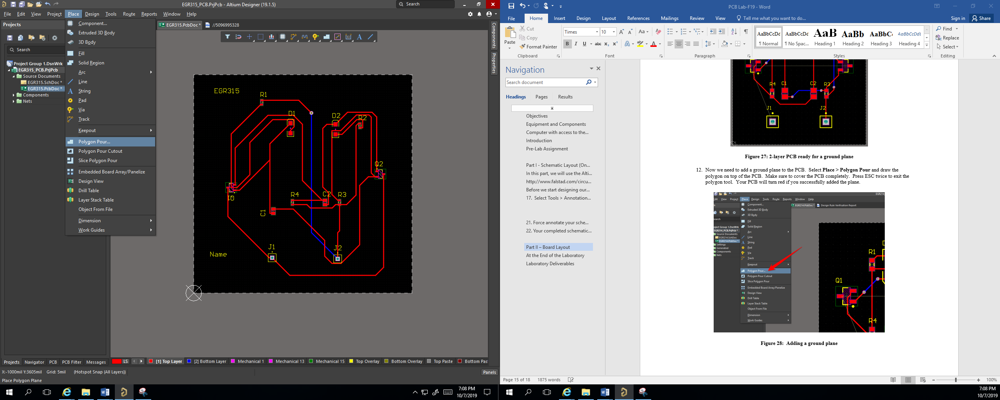 EGR315_PCB.PrjPcb - Altium Designer (19.1.5)
Search
File Edit View Project Place Design Tools Route Reports Window Help
Projects
Search
Project Group 1.DsnWrk
EGR315_PCB.PrjPcb
Source Documents
EGR315.SchDoc *
EGR315.PcbDoc *
Components
Nets
Component...
Extruded 3D Body
3D Body
Fill
Solid Region
Arc
Line
String
Pad
Via
Track
Keepout
Polygon Pour...
Polygon Pour Cutout
Slice Polygon Pour
Embedded Board Array/Panelize
Design View
Drill Table
Layer Stack Table
Object From File
Dimension
Work Guides
EGR315.PcbDoc *
//5096995328
Components
Properties
EGR315
R1
D1
D2
R2
Q2
Q1
R4
C2
R3
C1
J1
J2
Name
Projects Navigator PCB PCB Filter Messages
LS [1] Top Layer [2] Bottom Layer Mechanical 1 Mechanical 13 Mechanical 15 Top Overlay Bottom Overlay Top Paste Bottom Pas
X:-1000mil Y:3605mil Grid: 5mil (Hotspot Snap (All Layers))
Panels
Place Polygon Plane
7:08 PM
10/7/2019
PCB Lab-F19 - Word
File Home Insert Design Layout References Mailings Review View Tell me what you want to do...
Sign in Share
Paste
Cut
Copy
Format Painter
Clipboard
Times 10
Font
Paragraph
AaBbCcDd AaBbCcDd AaB AaBb AaBbC AaBbCcDdE
¶ Normal ¶ No Spac... Heading 1 Heading 2 Heading 3 Heading 4
Styles
Find
Replace
Select
Editing
Navigation
Search document
Headings Pages Results
Objectives
Equipment and Components
Computer with access to the...
Introduction
Pre-Lab Assignment
Part I - Schematic Layout (On...
In this part, we will use the Alti...
http://www.falstad.com/circu...
Before we start designing our...
17. Select Tools > Annotation...
21. Force annotate your sche...
22. Your completed schematic...
Part II – Board Layout
At the End of the Laboratory
Laboratory Deliverables
R4 C1 C2 R3
J1 J2
Figure 27: 2-layer PCB ready for a ground plane
12. Now we need to add a ground plane to the PCB. Select Place > Polygon Pour and draw the
polygon on top of the PCB. Make sure to cover the PCB completely. Press ESC twice to exit the
polygon tool. Your PCB will turn red if you successfully added the plane.
EGR214
Edit View Project Place Design Tools Route Reports Window Help
EGR214.PcbDoc * Design Rule Verification Report
earch
oject Group 1.DsnWrk
EGR214_PCB.PrjPcb *
Source Documents
EGR214.SchDoc
EGR214.PcbDoc *
Settings
Generated
Components
Nets
Component...
Extruded 3D Body
3D Body
Fill
Solid Region
Arc
Line
String
Pad
Via
Track
Keepout
Polygon Pour...
Polygon Pour Cutout
Slice Polygon Pour
Embedded Board Array/Panelize
Design View
Drill Table
Layer Stack Table
Object From File
Dimension
Work Guides
R1
Q1
R4
Figure 28: Adding a ground plane
Page 15 of 18 1875 words
100%
7:08 PM
10/7/2019